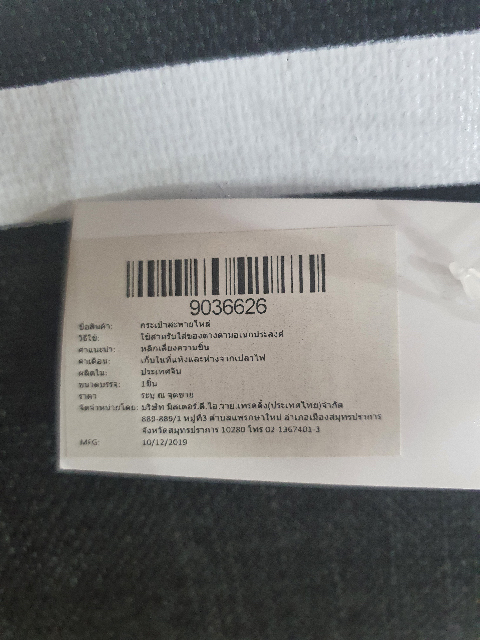 9036626
ชื่อสินค้า: กระเป๋าสะพายไหล่
วิธีใช้: ใช้สำหรับใส่ของต่างๆตามอเนกประสงค์
คำแนะนำ: หลีกเลี่ยงความชื้น
คำเตือน: เก็บในที่แห้งและห่างจากเปลวไฟ
ผลิตใน: ประเทศจีน
ขนาดบรรจุ: 1ชิ้น
ราคา ระบุ ณ จุดขาย
จัดจำหน่ายโดย: บริษัท มิสเตอร์.ดี.ไอ.วาย.เทรดดิ้ง(ประเทศไทย)จำกัด
889-889/1 หมู่ที่3 ตำบลแพรกษาใหม่ อำเภอเมืองสมุทรปราการ
จังหวัดสมุทรปราการ 10280 โทร 02-1367401-3
MFG: 10/12/2019